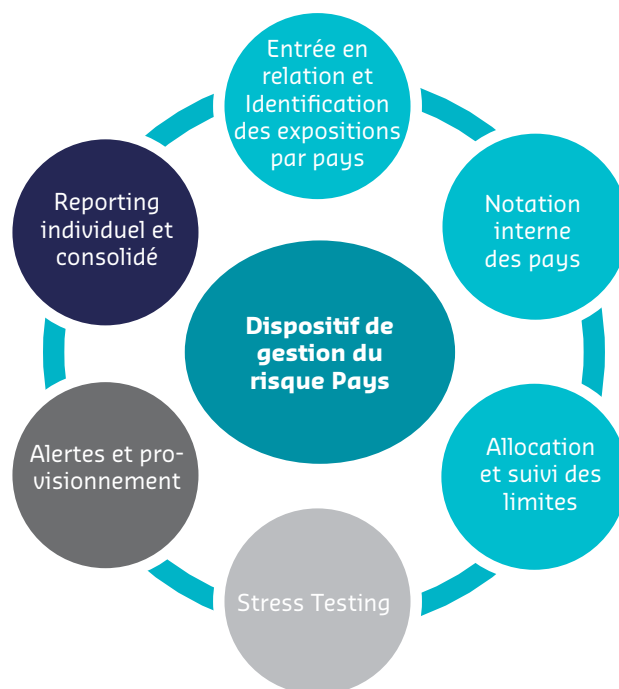 Entrée en
relation et
Identification
des expositions
par pays
Notation
interne
des pays
Allocation
et suivi des
limites
Stress Testing
Alertes et pro-
visionnement
Reporting
individuel et
consolidé
Dispositif de
gestion du
risque Pays